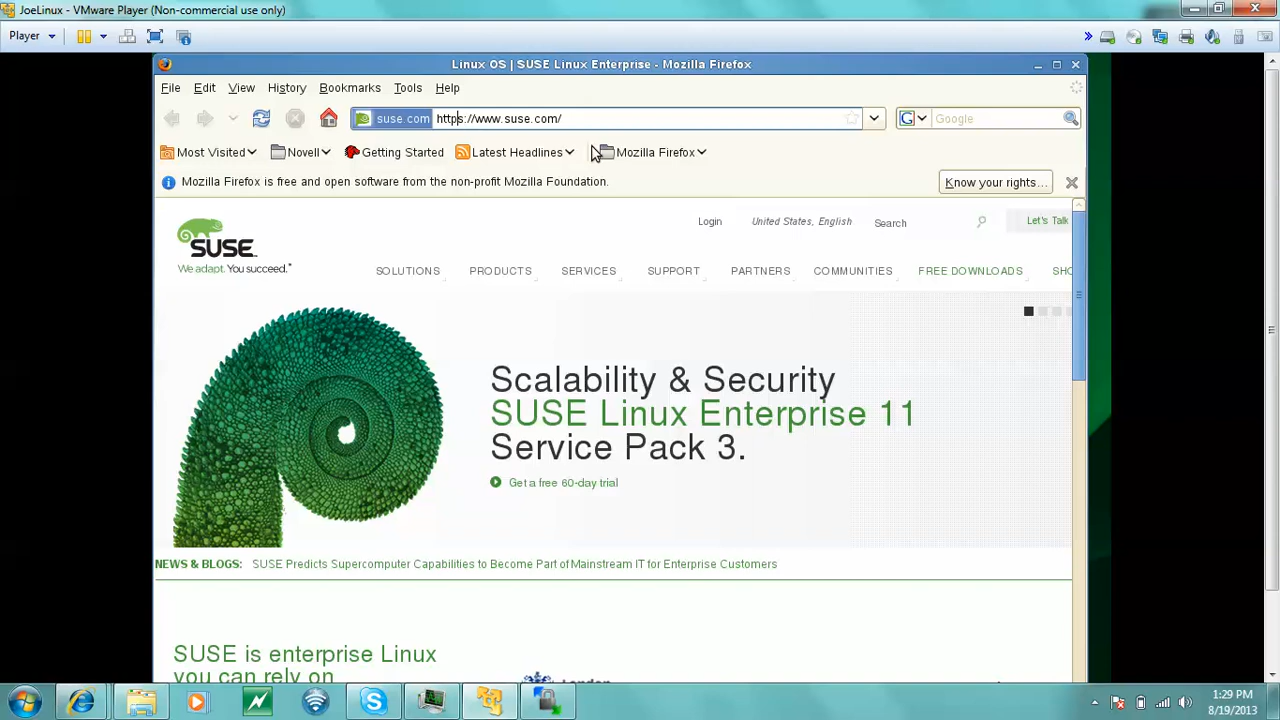 JoeLinux - VMware Player (Non-commercial use only)
Player
Linux OS | SUSE Linux Enterprise - Mozilla Firefox
File Edit View History Bookmarks Tools Help
suse.com https://www.suse.com/ Google
Most Visited Novell Getting Started Latest Headlines Mozilla Firefox
Mozilla Firefox is free and open software from the non-profit Mozilla Foundation. Know your rights...
Login United States, English Search Let's Talk
SUSE
We adapt. You succeed.
SOLUTIONS PRODUCTS SERVICES SUPPORT PARTNERS COMMUNITIES FREE DOWNLOADS SHO
Scalability & Security
SUSE Linux Enterprise 11
Service Pack 3.
Get a free 60-day trial
NEWS & BLOGS: SUSE Predicts Supercomputer Capabilities to Become Part of Mainstream IT for Enterprise Customers
SUSE is enterprise Linux
you can rely on
London
1:29 PM
8/19/2013